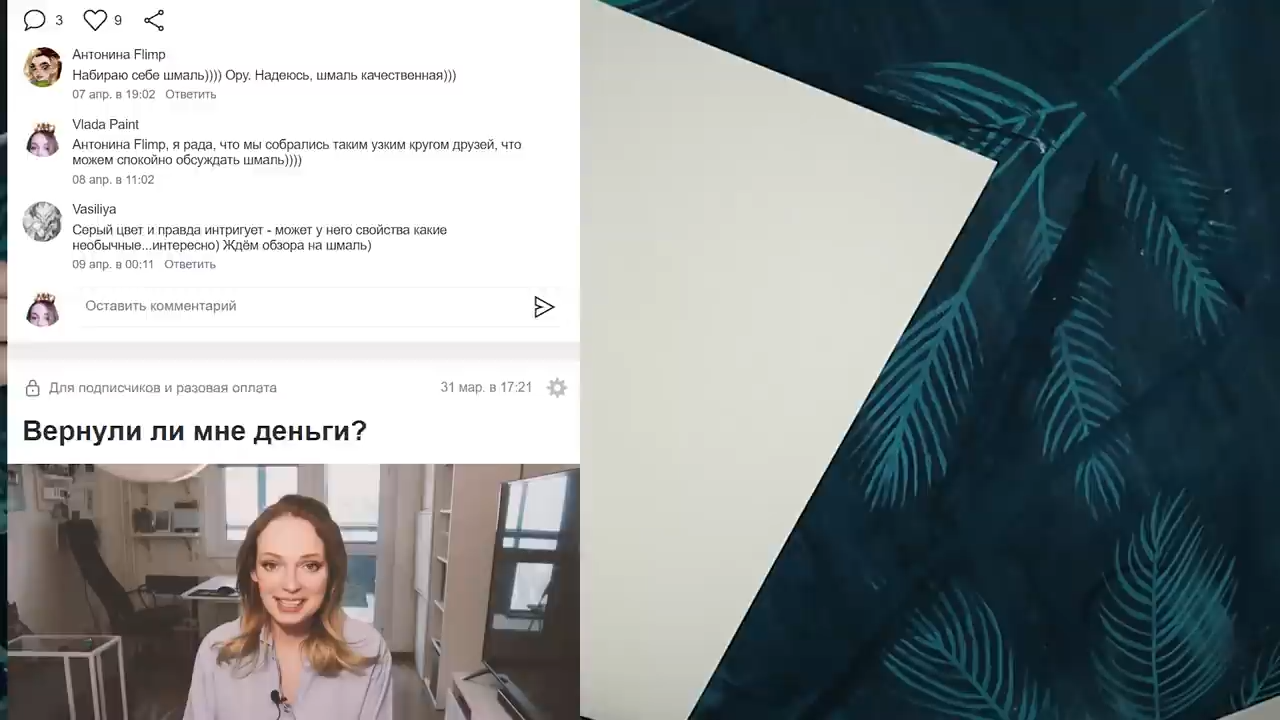 3 9
Антонина Flimp
Набираю себе шмаль)))) Ору. Надеюсь, шмаль качественная)))
07 апр. в 19:02 Ответить
Vlada Paint
Антонина Flimp, я рада, что мы собрались таким узким кругом друзей, что
можем спокойно обсуждать шмаль))))
08 апр. в 11:02
Vasiliya
Серый цвет и правда интригует - может у него свойства какие
необычные...интересно) Ждём обзора на шмаль)
09 апр. в 00:11 Ответить
Оставить комментарий
Для подписчиков и разовая оплата 31 мар. в 17:21
Вернули ли мне деньги?